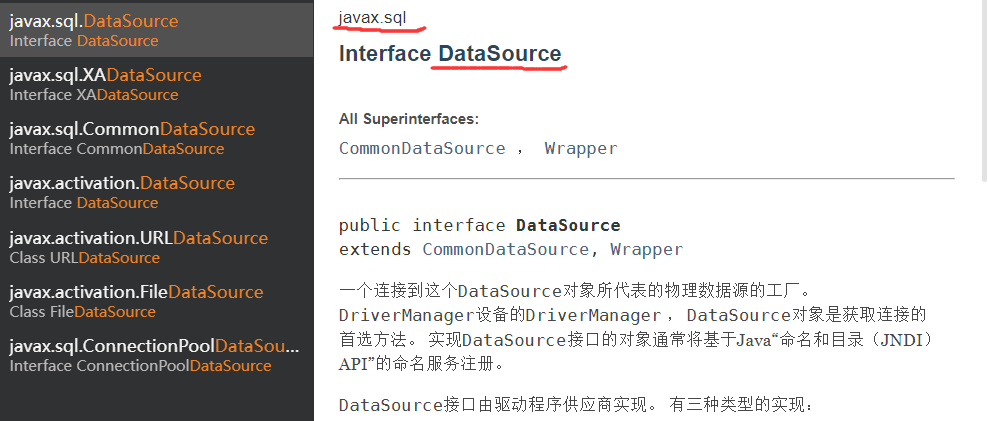 javax.sql.DataSource
Interface DataSource
javax.sql.XADataSource
Interface XADataSource
javax.sql.CommonDataSource
Interface CommonDataSource
javax.activation.DataSource
Interface DataSource
javax.activation.URLDataSource
Class URLDataSource
javax.activation.FileDataSource
Class FileDataSource
javax.sql.ConnectionPoolDataSou...
Interface ConnectionPoolDataSource
javax.sql
Interface DataSource
All Superinterfaces:
CommonDataSource ， Wrapper
public interface DataSource
extends CommonDataSource, Wrapper
一个连接到这个DataSource对象所代表的物理数据源的工厂。
DriverManager设备的DriverManager ，DataSource对象是获取连接的
首选方法。 实现DataSource接口的对象通常将基于Java“命名和目录（JNDI）
API”的命名服务注册。
DataSource接口由驱动程序供应商实现。 有三种类型的实现：